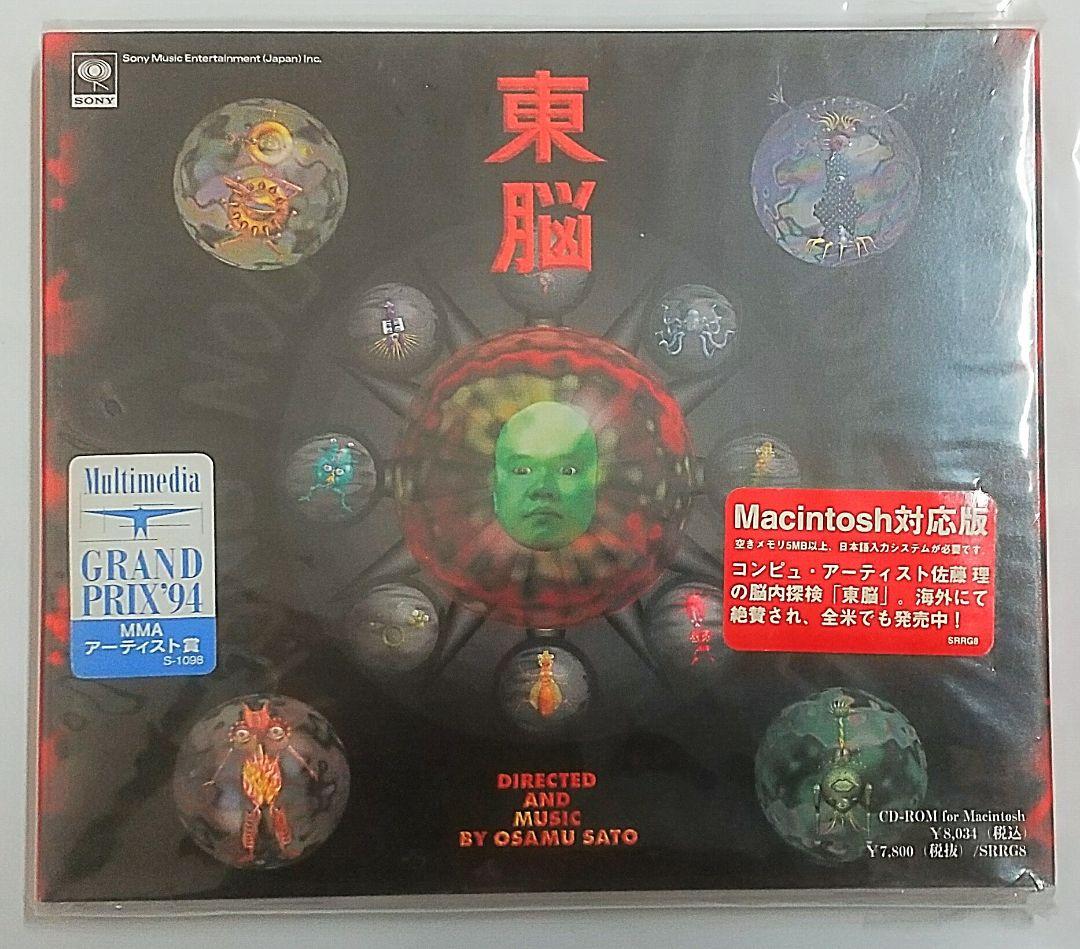 Sony Music Entertainment (Japan) Inc.
SONY
東
脳
Multimedia
GRAND
PRIX'94
MMA
アーティスト賞
S-1098
Macintosh対応版
空きメモリ5MB以上、日本語入力システムが必要です.
コンピュ・アーティスト佐藤 理
の脳内探検「東脳」。海外にて
絶賛され、全米でも発売中!
SRRG8
DIRECTED
AND
MUSIC
BY OSAMU SATO
CD-ROM for Macintosh
¥8,034 (税込)
¥7,800 (税抜) /SRRG8